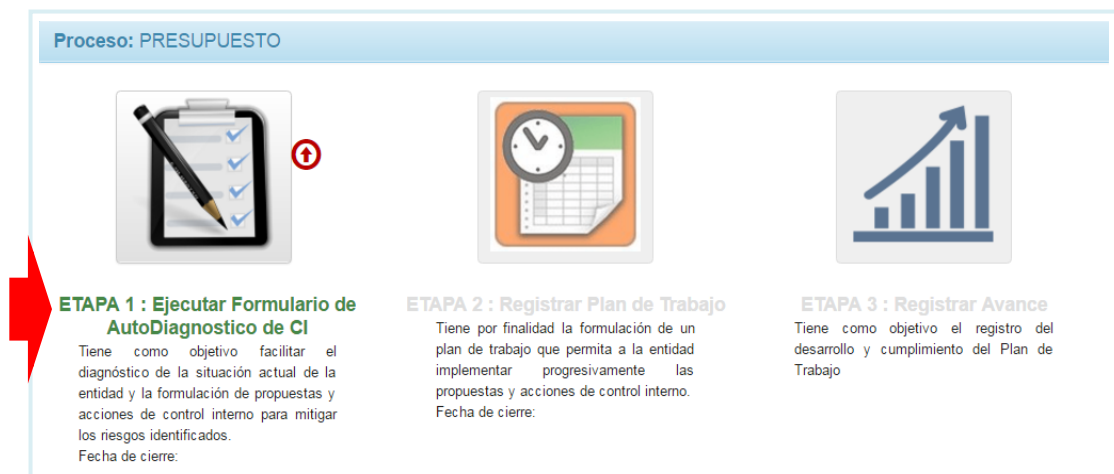 Proceso: PRESUPUESTO
ETAPA 1 : Ejecutar Formulario de
AutoDiagnostico de CI
Tiene como objetivo facilitar el
diagnóstico de la situación actual de la
entidad y la formulación de propuestas y
acciones de control interno para mitigar
los riesgos identificados.
Fecha de cierre:
ETAPA 2 : Registrar Plan de Trabajo
Tiene por finalidad la formulación de un
plan de trabajo que permita a la entidad
implementar progresivamente las
propuestas y acciones de control interno.
Fecha de cierre:
ETAPA 3 : Registrar Avance
Tiene como objetivo el registro del
desarrollo y cumplimiento del Plan de
Trabajo